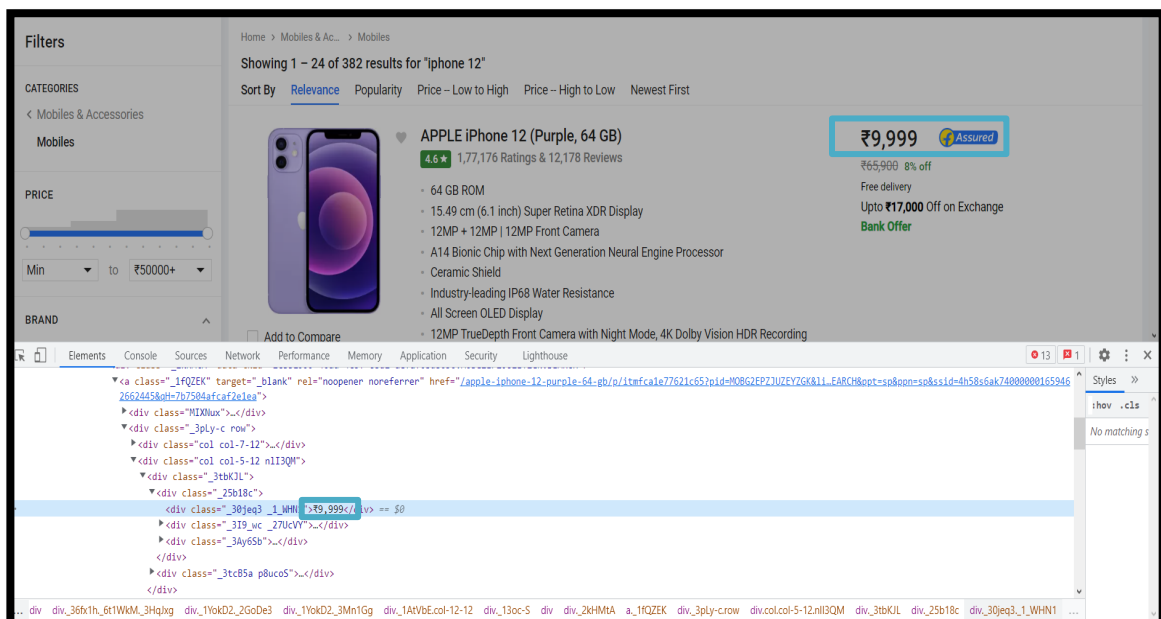 Filters
CATEGORIES
< Mobiles & Accessories
Mobiles
PRICE
Min to ₹50000+
BRAND
Home > Mobiles & Ac... > Mobiles
Showing 1 – 24 of 382 results for "iphone 12"
Sort By Relevance Popularity Price -- Low to High Price -- High to Low Newest First
APPLE iPhone 12 (Purple, 64 GB)
4.6★ 1,77,176 Ratings & 12,178 Reviews
64 GB ROM
15.49 cm (6.1 inch) Super Retina XDR Display
12MP + 12MP | 12MP Front Camera
A14 Bionic Chip with Next Generation Neural Engine Processor
Ceramic Shield
Industry-leading IP68 Water Resistance
All Screen OLED Display
12MP TrueDepth Front Camera with Night Mode, 4K Dolby Vision HDR Recording
Add to Compare
₹9,999 Assured
₹65,900 8% off
Free delivery
Upto ₹17,000 Off on Exchange
Bank Offer
Elements Console Sources Network Performance Memory Application Security Lighthouse 13 1
<a class="_1fQZEK" target="_blank" rel="noopener noreferrer" href="/apple-iphone-12-purple-64-gb/p/itmfca1e77621c65?pid=MOBG2EPZJUZEYZGK&li…EARCH&ppt=sp&ppn=sp&ssid=4h58s6ak74000000165946
2662445&qH=7b7504afcaf2e1ea">
<div class="MIXNux">…</div>
<div class="_3pLy-c row">
<div class="col col-7-12">…</div>
<div class="col col-5-12 nlI3QM">
<div class="_3tbKJL">
<div class="_25b18c">
<div class="_30jeq3 _1_WHN1">₹9,999</div> == $0
<div class="_3I9_wc _27UcVY">…</div>
<div class="_3Ay6Sb">…</div>
</div>
<div class="_3tcB5a p8ucoS">…</div>
</div>
Styles »
:hov .cls
No matching s
... div div._36fx1h._6t1WkM._3HqJxg div._1YokD2._2GoDe3 div._1YokD2._3Mn1Gg div._1AtVbE.col-12-12 div._13oc-S div div._2kHMtA a._1fQZEK div._3pLy-c.row div.col.col-5-12.nlI3QM div._3tbKJL div._25b18c div._30jeq3._1_WHN1 ...